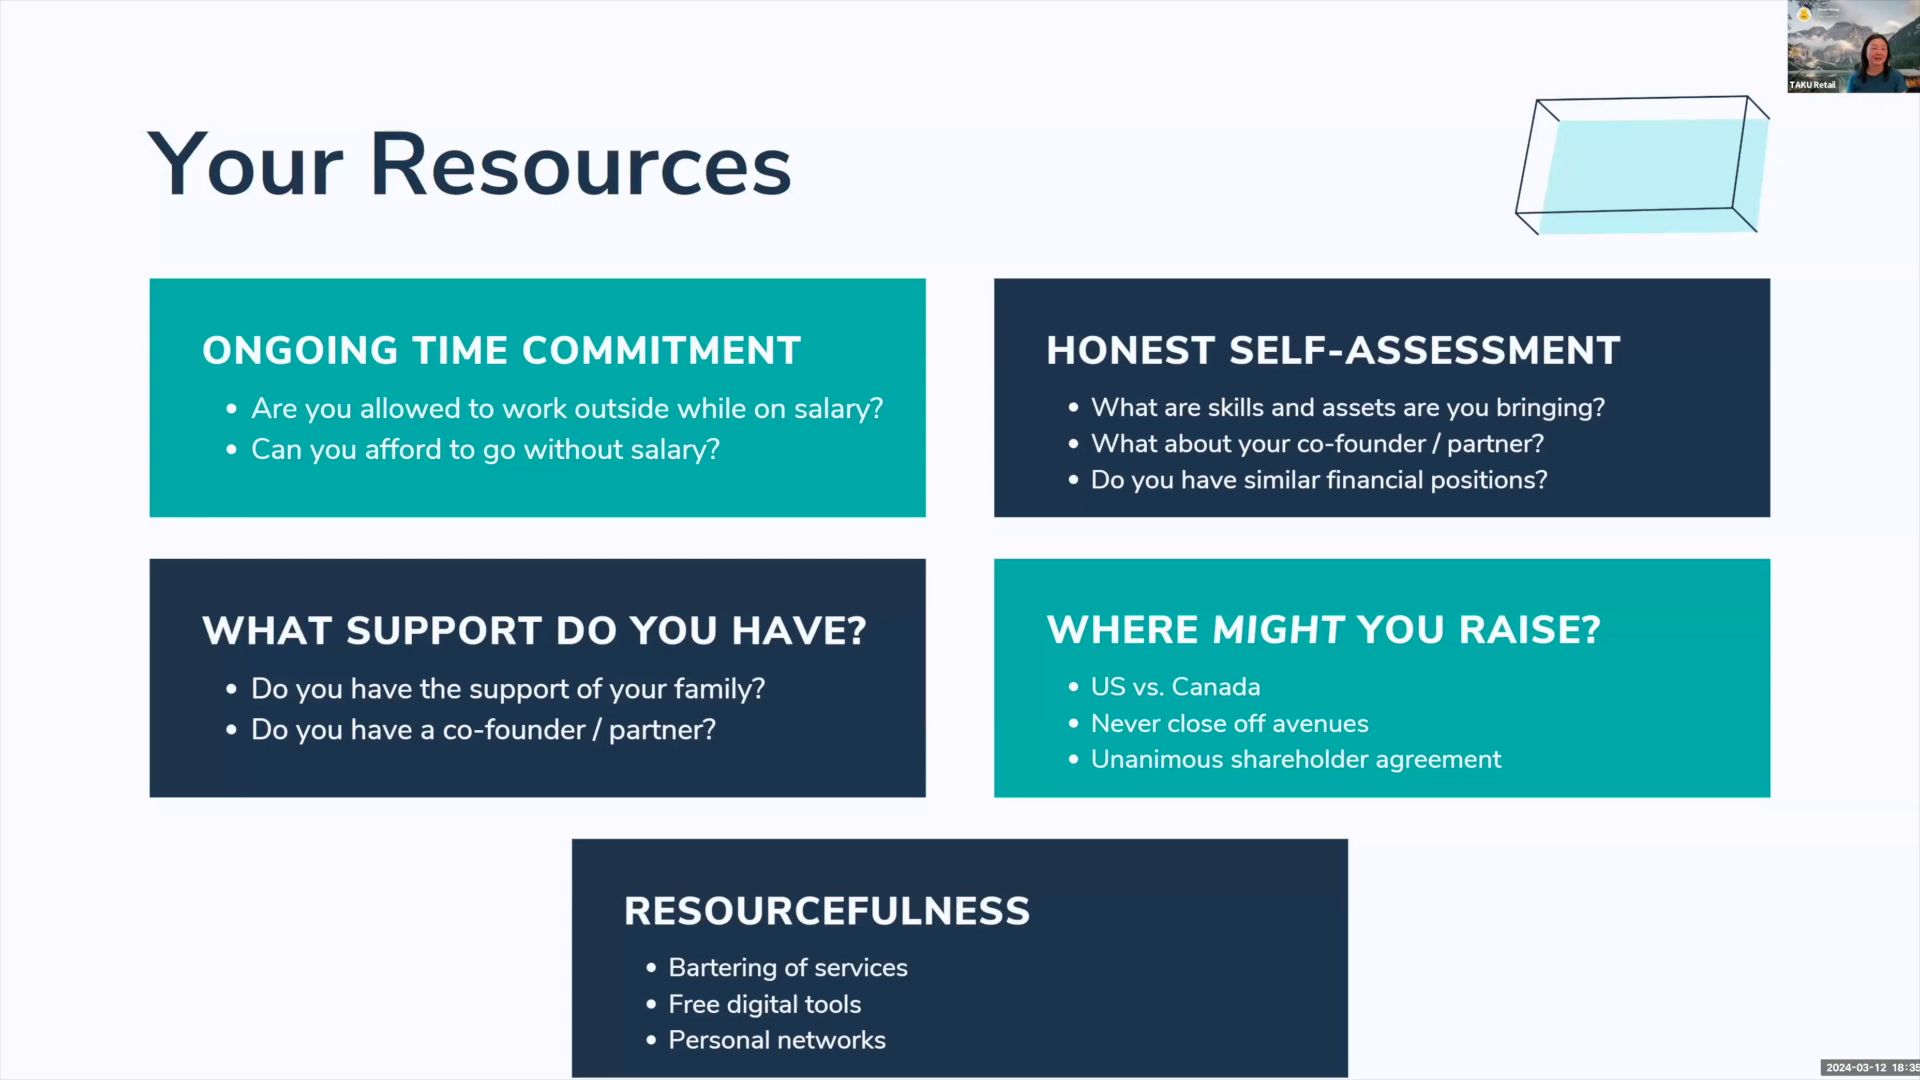 TAKU Retail
Your Resources
ONGOING TIME COMMITMENT
• Are you allowed to work outside while on salary?
• Can you afford to go without salary?
HONEST SELF-ASSESSMENT
• What are skills and assets are you bringing?
• What about your co-founder / partner?
• Do you have similar financial positions?
WHAT SUPPORT DO YOU HAVE?
• Do you have the support of your family?
• Do you have a co-founder / partner?
WHERE MIGHT YOU RAISE?
• US vs. Canada
• Never close off avenues
• Unanimous shareholder agreement
RESOURCEFULNESS
• Bartering of services
• Free digital tools
• Personal networks
2024-03-12 18:35